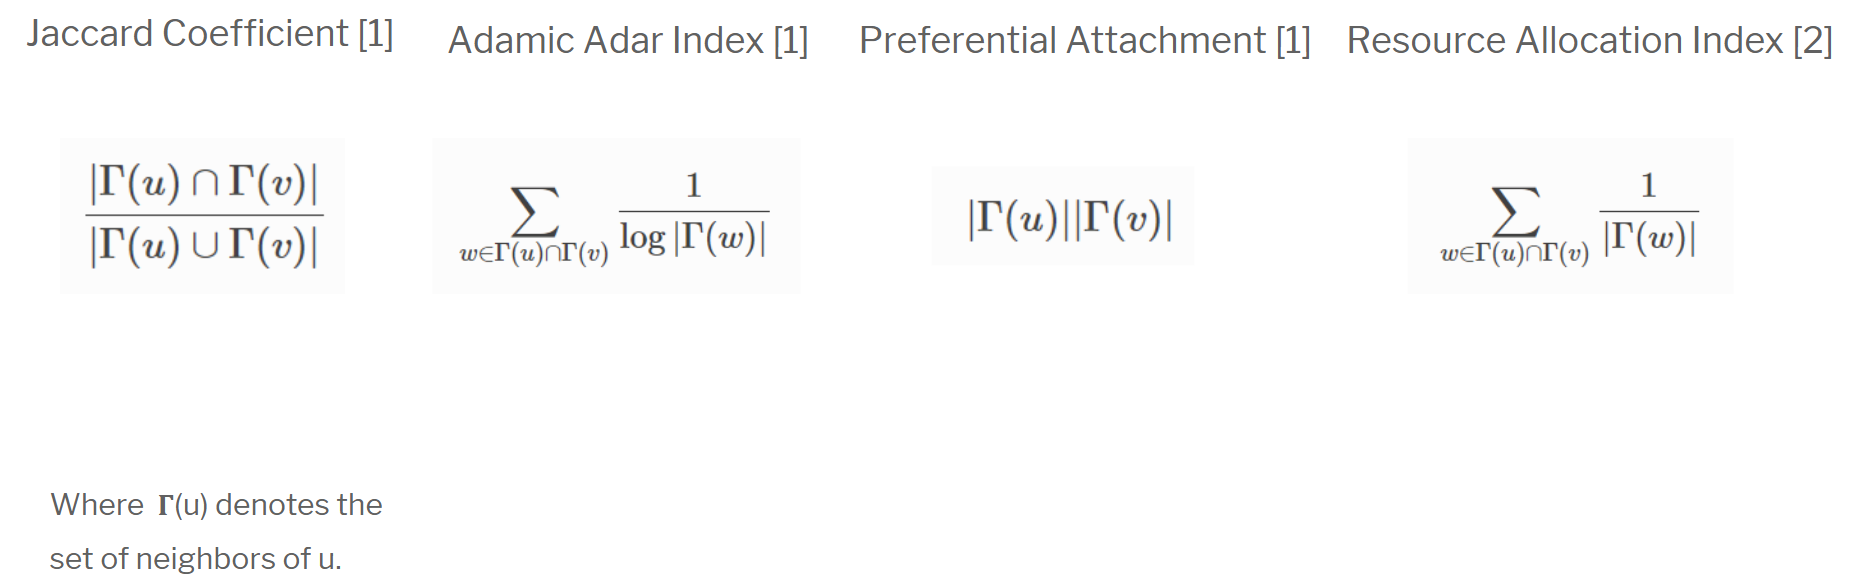 Jaccard Coefficient [1]
Adamic Adar Index [1]
Preferential Attachment [1]
Resource Allocation Index [2]
|Γ(u) ∩ Γ(v)|
|Γ(u) ∪ Γ(v)|
∑ w∈Γ(u)∩Γ(v) 1 / log |Γ(w)|
|Γ(u)||Γ(v)|
∑ w∈Γ(u)∩Γ(v) 1 / |Γ(w)|
Where Γ(u) denotes the
set of neighbors of u.